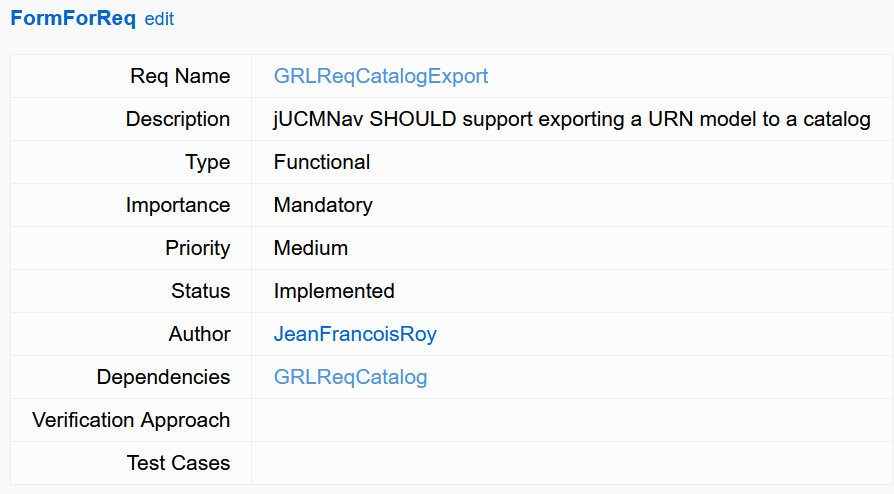 FormForReq edit
Req Name GRLReqCatalogExport
Description jUCMNav SHOULD support exporting a URN model to a catalog
Type Functional
Importance Mandatory
Priority Medium
Status Implemented
Author JeanFrancoisRoy
Dependencies GRLReqCatalog
Verification Approach
Test Cases